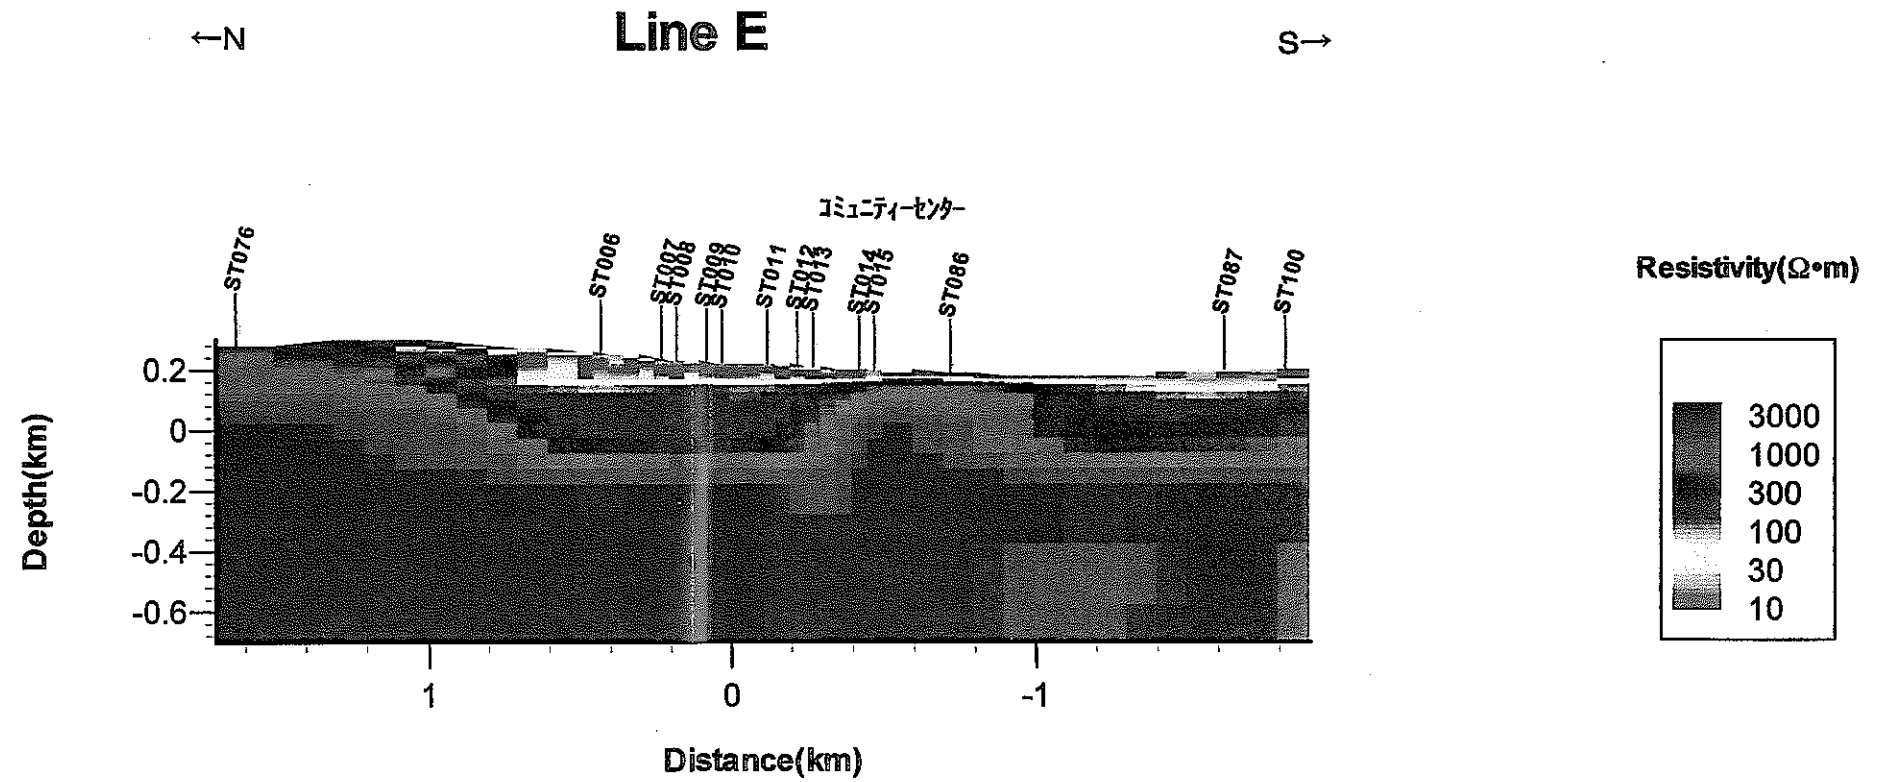 Line E
←N
S→
コミュニティーセンター
ST076
ST006
ST007
ST008
ST009
ST010
ST011
ST012
ST013
ST014
ST015
ST086
ST087
ST100
Resistivity(Ω•m)
3000
1000
300
100
30
10
Depth(km)
0.2
0
-0.2
-0.4
-0.6
1
0
-1
Distance(km)